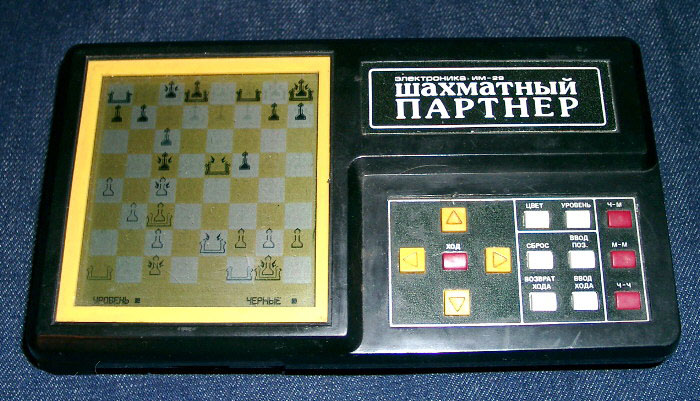 электроника· им-29
шахматный
ПАРТНЕР
ЦВЕТ
УРОВЕНЬ
Ч-М
ХОД
СБРОС
ВВОД
ПОЗ.
М-М
ВОЗВРАТ
ХОДА
ВВОД
ХОДА
Ч-Ч
УРОВЕНЬ
ЧЕРНЫЕ